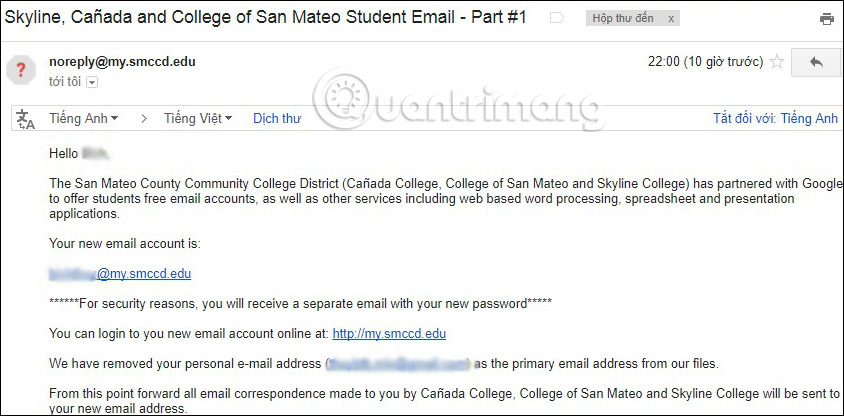 Skyline, Cañada and College of San Mateo Student Email - Part #1
Hộp thư đến x
noreply@my.smccd.edu
22:00 (10 giờ trước)
tới tôi
Quantrimang
Tiếng Anh > Tiếng Việt Dịch thư
Tắt đối với: Tiếng Anh
Hello
The San Mateo County Community College District (Cañada College, College of San Mateo and Skyline College) has partnered with Google
to offer students free email accounts, as well as other services including web based word processing, spreadsheet and presentation
applications.
Your new email account is:
@my.smccd.edu
******For security reasons, you will receive a separate email with your new password*****
You can login to you new email account online at: http://my.smccd.edu
We have removed your personal e-mail address ( ) as the primary email address from our files.
From this point forward all email correspondence made to you by Cañada College, College of San Mateo and Skyline College will be sent to
your new email address.